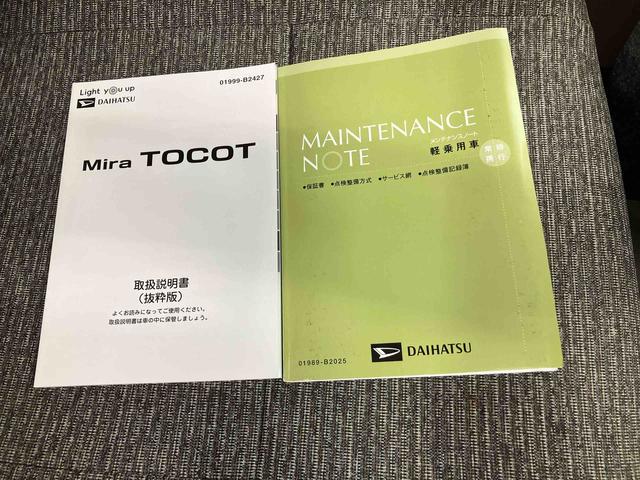 Light you up
DAIHATSU
01999-B2427
Mira TOCOT
取扱説明書
(抜粋版)
よくお読みになってご使用ください。
取扱説明書は車の中に保管しましょう。
MAINTENANCE
NOTE
メンテナンスノート
軽乗用車
常時
携行
•保証書 •点検整備方式 •サービス網 •点検整備記録簿
01989-B2025
DAIHATSU